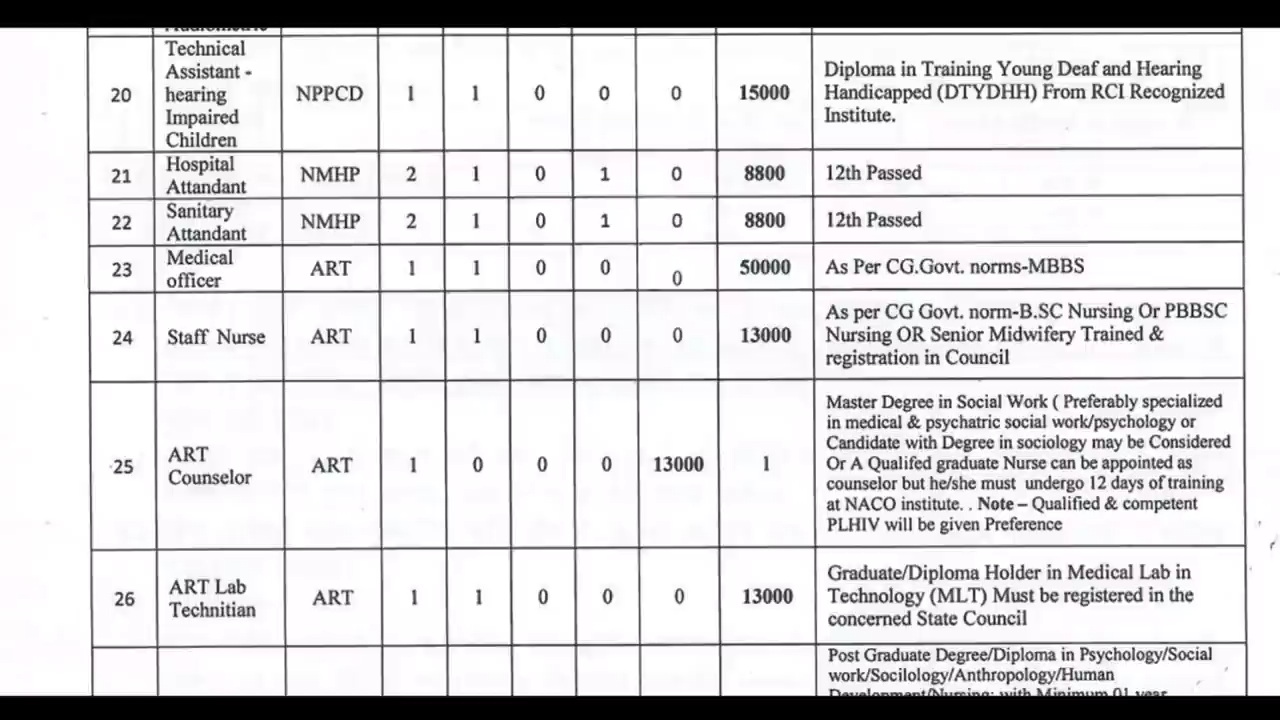 Audiometric
20 Technical Assistant - hearing Impaired Children NPPCD 1 1 0 0 0 15000 Diploma in Training Young Deaf and Hearing Handicapped (DTYDHH) From RCI Recognized Institute.
21 Hospital Attandant NMHP 2 1 0 1 0 8800 12th Passed
22 Sanitary Attandant NMHP 2 1 0 1 0 8800 12th Passed
23 Medical officer ART 1 1 0 0 0 50000 As Per CG.Govt. norms-MBBS
24 Staff Nurse ART 1 1 0 0 0 13000 As per CG Govt. norm-B.SC Nursing Or PBBSC Nursing OR Senior Midwifery Trained & registration in Council
25 ART Counselor ART 1 0 0 0 13000 1 Master Degree in Social Work ( Preferably specialized in medical & psychatric social work/psychology or Candidate with Degree in sociology may be Considered Or A Qualifed graduate Nurse can be appointed as counselor but he/she must undergo 12 days of training at NACO institute. . Note – Qualified & competent PLHIV will be given Preference
26 ART Lab Technitian ART 1 1 0 0 0 13000 Graduate/Diploma Holder in Medical Lab in Technology (MLT) Must be registered in the concerned State Council
Post Graduate Degree/Diploma in Psychology/Social work/Socilology/Anthropology/Human Development/Nursing; with Minimum 01 year